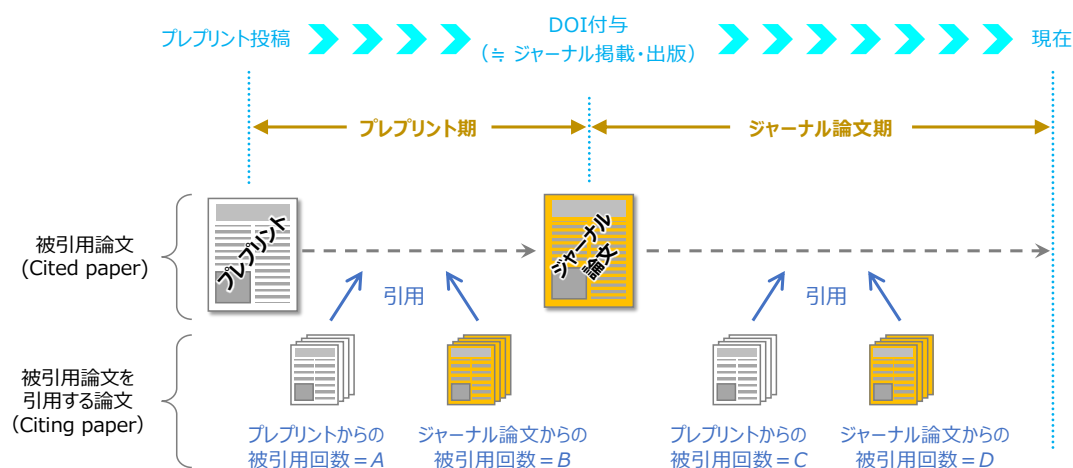 プレプリント投稿
DOI付与
（≒ ジャーナル掲載・出版）
現在
プレプリント期
ジャーナル論文期
被引用論文
(Cited paper)
プレプリント
ジャーナル
論文
引用
引用
被引用論文を
引用する論文
(Citing paper)
プレプリントからの
被引用回数＝A
ジャーナル論文からの
被引用回数＝B
プレプリントからの
被引用回数＝C
ジャーナル論文からの
被引用回数＝D